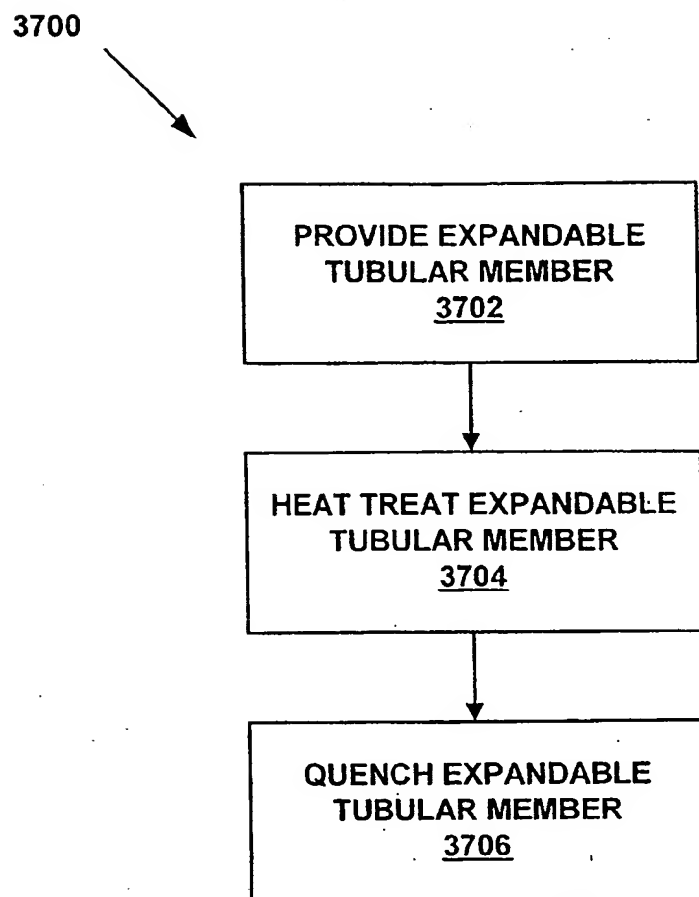 3700
PROVIDE EXPANDABLE
TUBULAR MEMBER
3702
HEAT TREAT EXPANDABLE
TUBULAR MEMBER
3704
QUENCH EXPANDABLE
TUBULAR MEMBER
3706